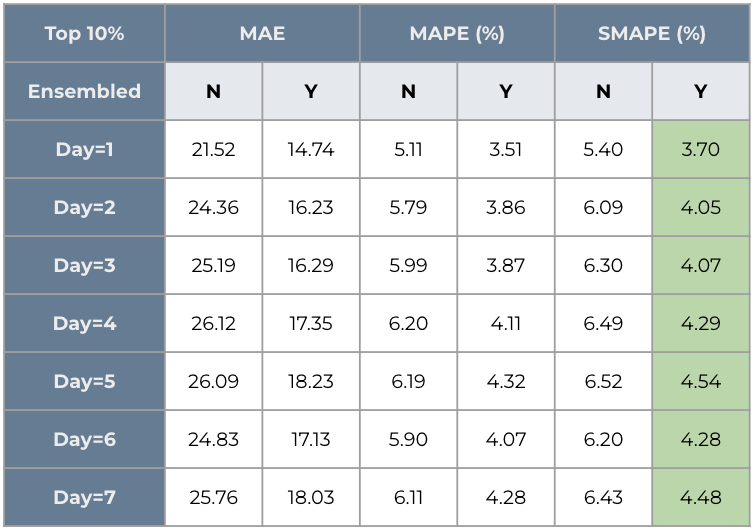 Top 10% MAE MAPE (%) SMAPE (%)
Ensembled N Y N Y N Y
Day=1 21.52 14.74 5.11 3.51 5.40 3.70
Day=2 24.36 16.23 5.79 3.86 6.09 4.05
Day=3 25.19 16.29 5.99 3.87 6.30 4.07
Day=4 26.12 17.35 6.20 4.11 6.49 4.29
Day=5 26.09 18.23 6.19 4.32 6.52 4.54
Day=6 24.83 17.13 5.90 4.07 6.20 4.28
Day=7 25.76 18.03 6.11 4.28 6.43 4.48